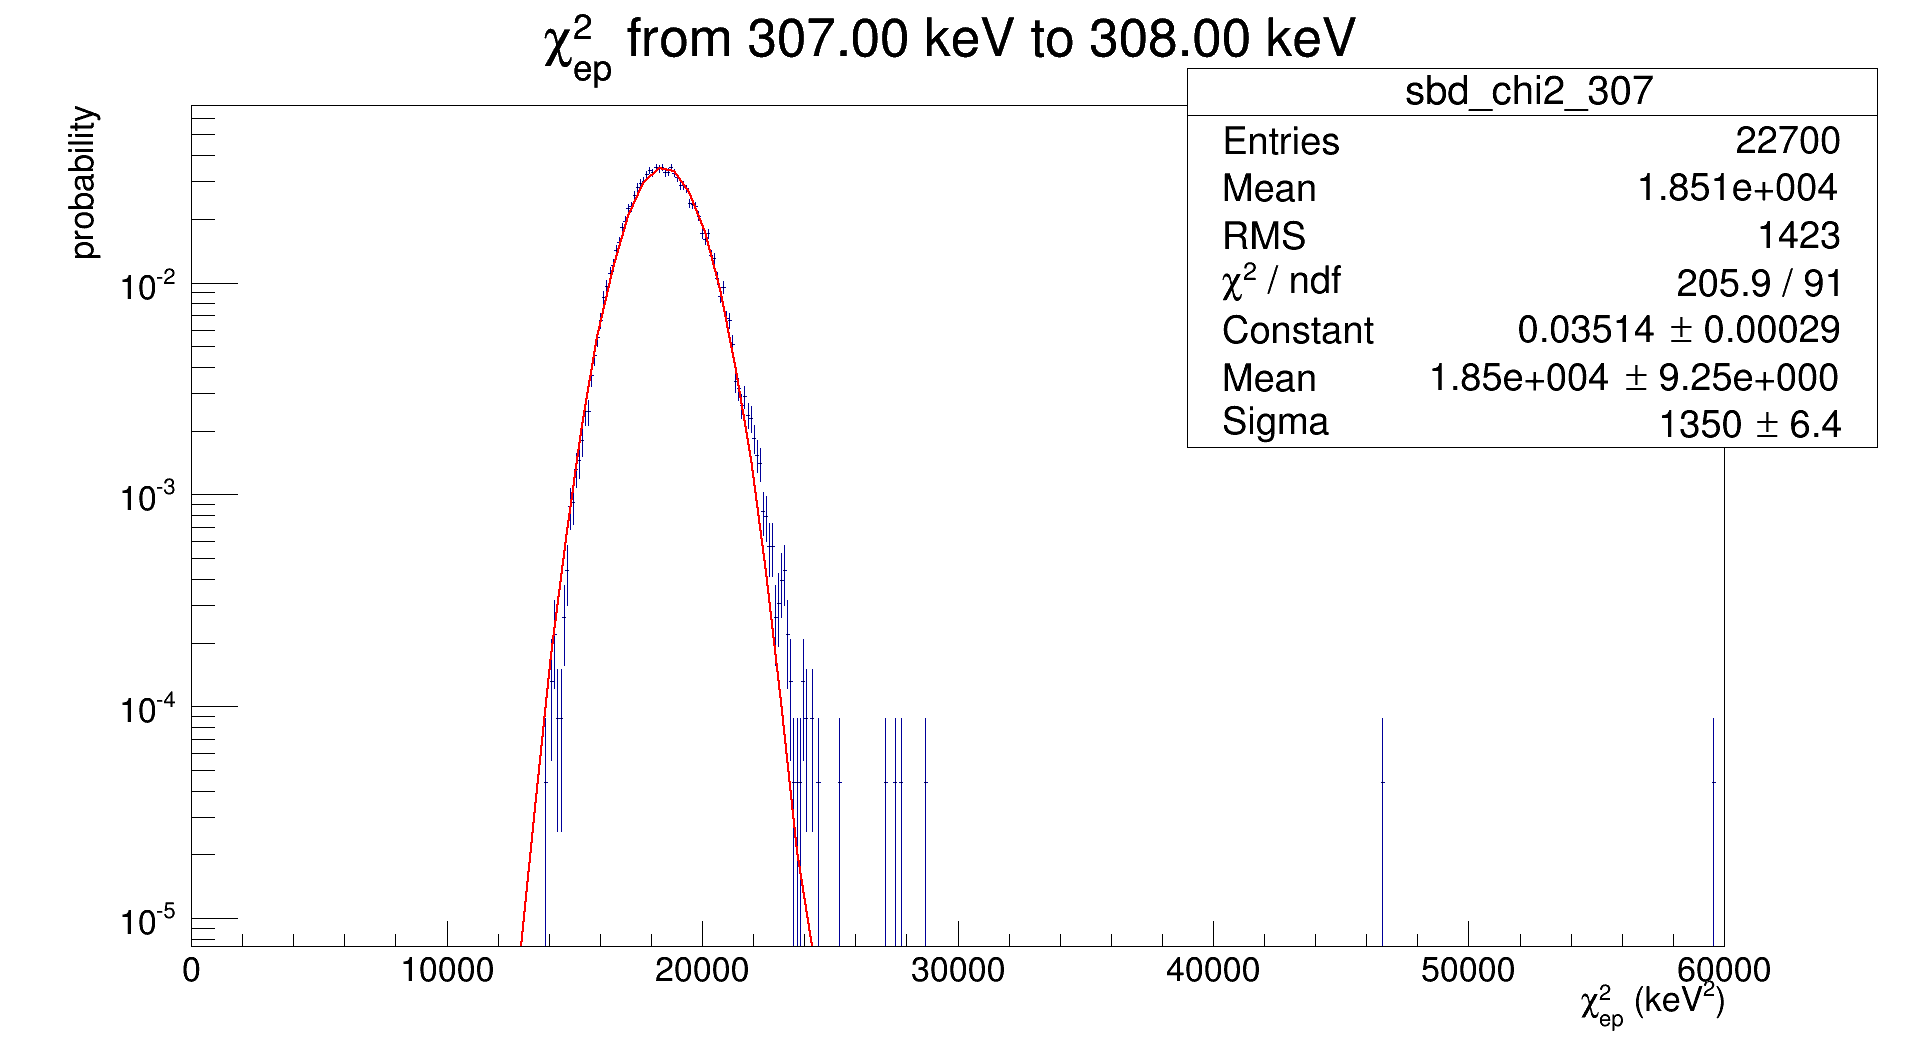 χ²ep from 307.00 keV to 308.00 keV
probability
sbd_chi2_307
Entries 22700
Mean 1.851e+004
RMS 1423
χ² / ndf 205.9 / 91
Constant 0.03514 ± 0.00029
Mean 1.85e+004 ± 9.25e+000
Sigma 1350 ± 6.4
10⁻²
10⁻³
10⁻⁴
10⁻⁵
0 10000 20000 30000 40000 50000 60000
χ²ep (keV²)